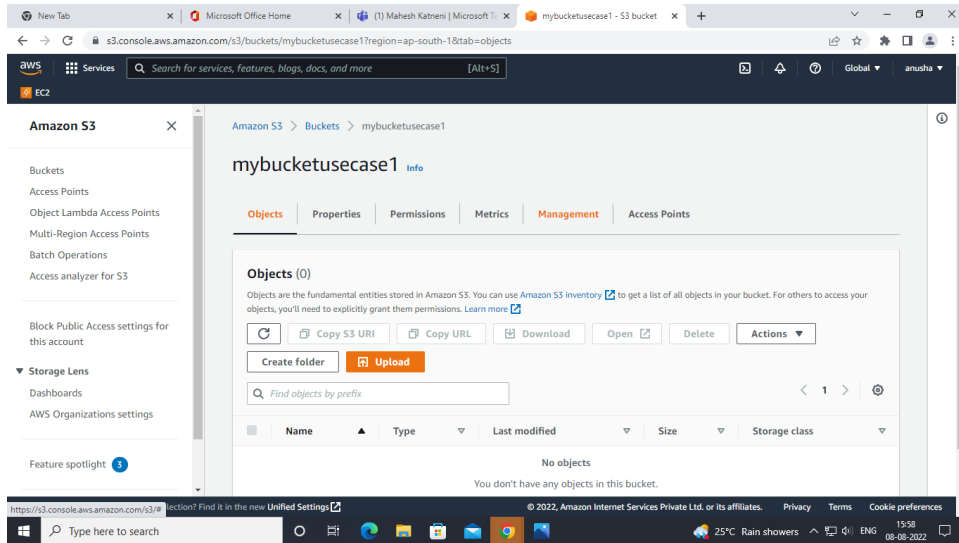 New Tab
Microsoft Office Home
(1) Mahesh Katneni | Microsoft Te
mybucketusecase1 - S3 bucket
s3.console.aws.amazon.com/s3/buckets/mybucketusecase1?region=ap-south-1&tab=objects
aws
Services
Search for services, features, blogs, docs, and more
[Alt+S]
Global
anusha
EC2
Amazon S3
Buckets
Access Points
Object Lambda Access Points
Multi-Region Access Points
Batch Operations
Access analyzer for S3
Block Public Access settings for
this account
Storage Lens
Dashboards
AWS Organizations settings
Feature spotlight 3
Amazon S3 > Buckets > mybucketusecase1
mybucketusecase1 Info
Objects
Properties
Permissions
Metrics
Management
Access Points
Objects (0)
Objects are the fundamental entities stored in Amazon S3. You can use Amazon S3 inventory to get a list of all objects in your bucket. For others to access your
objects, you'll need to explicitly grant them permissions. Learn more
Copy S3 URI
Copy URL
Download
Open
Delete
Actions
Create folder
Upload
Find objects by prefix
1
Name
Type
Last modified
Size
Storage class
No objects
You don't have any objects in this bucket.
https://s3.console.aws.amazon.com/s3/#
lection? Find it in the new Unified Settings
© 2022, Amazon Internet Services Private Ltd. or its affiliates.
Privacy
Terms
Cookie preferences
Type here to search
25°C Rain showers
ENG
15:58
08-08-2022